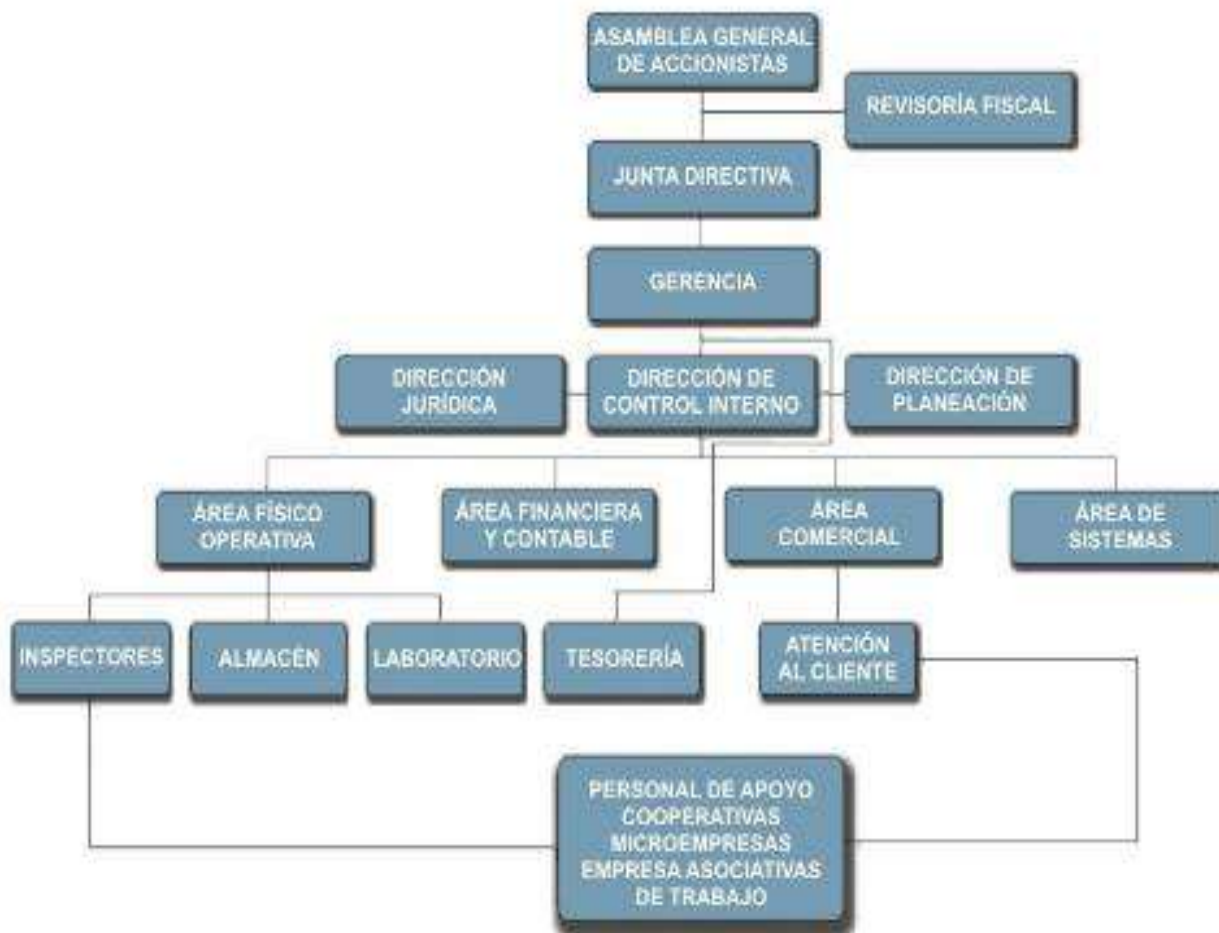 ASAMBLEA GENERAL
DE ACCIONISTAS
REVISORÍA FISCAL
JUNTA DIRECTIVA
GERENCIA
DIRECCIÓN
JURÍDICA
DIRECCIÓN DE
CONTROL INTERNO
DIRECCIÓN DE
PLANEACIÓN
ÁREA FÍSICO
OPERATIVA
ÁREA FINANCIERA
Y CONTABLE
ÁREA
COMERCIAL
ÁREA DE
SISTEMAS
INSPECTORES
ALMACÉN
LABORATORIO
TESORERÍA
ATENCIÓN
AL CLIENTE
PERSONAL DE APOYO
COOPERATIVAS
MICROEMPRESAS
EMPRESA ASOCIATIVAS
DE TRABAJO